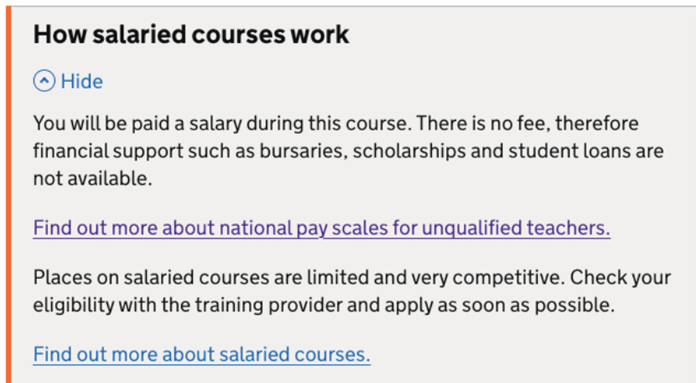 How salaried courses work
Hide
You will be paid a salary during this course. There is no fee, therefore
financial support such as bursaries, scholarships and student loans are
not available.
Find out more about national pay scales for unqualified teachers.
Places on salaried courses are limited and very competitive. Check your
eligibility with the training provider and apply as soon as possible.
Find out more about salaried courses.